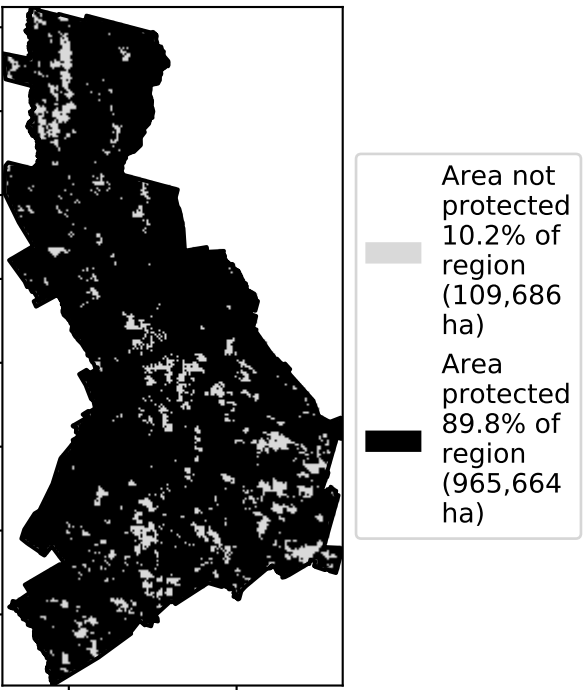 Area not
protected
10.2% of
region
(109,686
ha)
Area
protected
89.8% of
region
(965,664
ha)